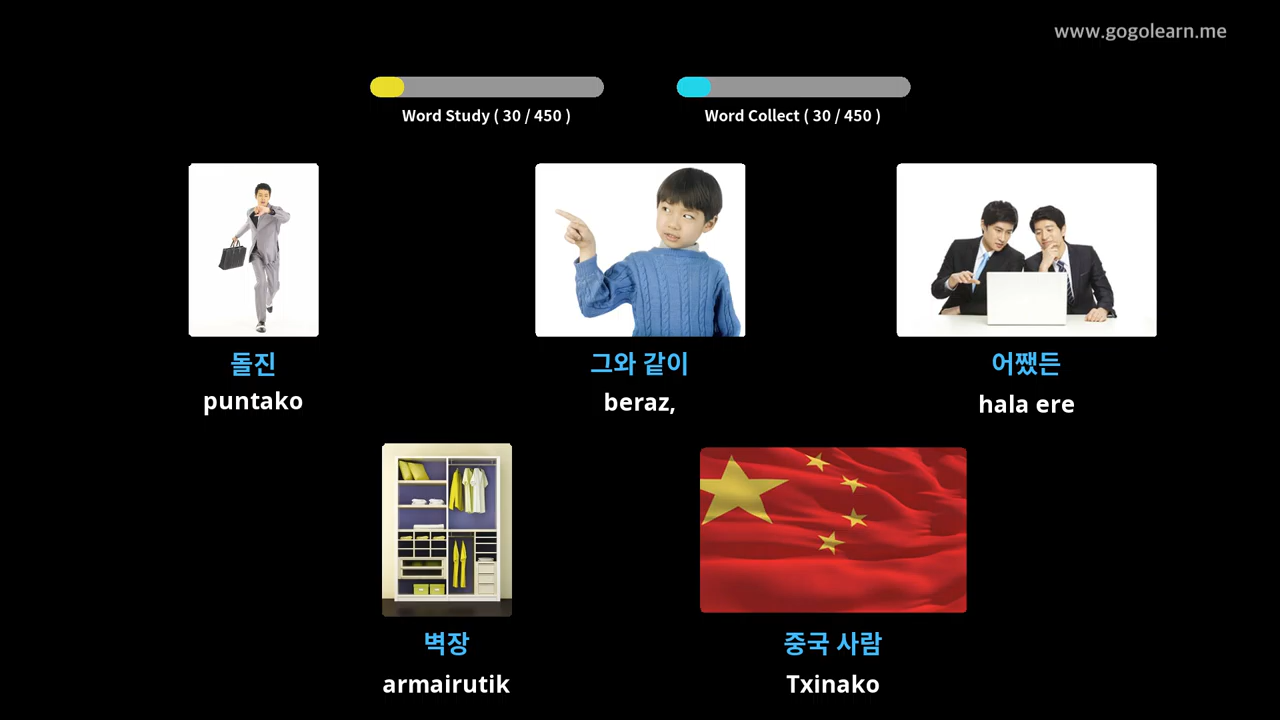 www.gogolearn.me
Word Study ( 30 / 450 )
Word Collect ( 30 / 450 )
돌진
puntako
그와 같이
beraz,
어쨌든
hala ere
벽장
armairutik
중국 사람
Txinako